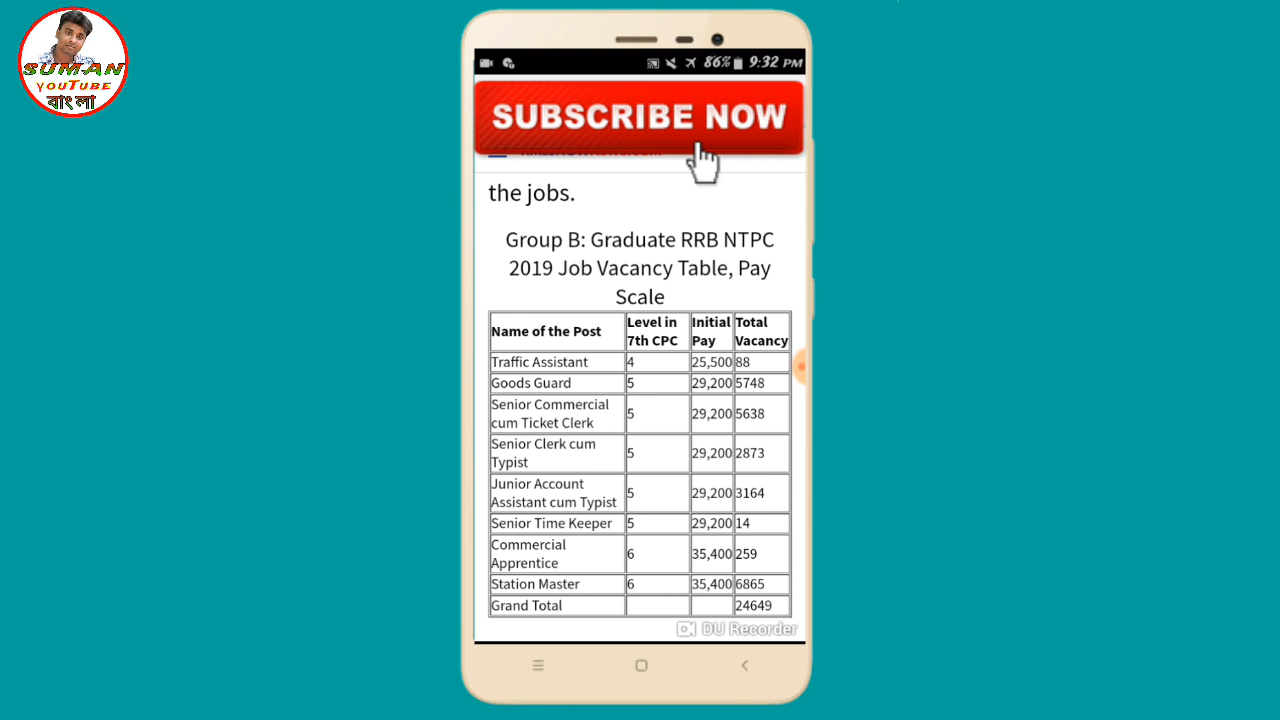 SUMAN
YOUTUBE
বাংলা
86% 9:32 PM
SUBSCRIBE NOW
the jobs.
Group B: Graduate RRB NTPC
2019 Job Vacancy Table, Pay
Scale
Name of the Post Level in 7th CPC Initial Pay Total Vacancy
Traffic Assistant 4 25,500 88
Goods Guard 5 29,200 5748
Senior Commercial cum Ticket Clerk 5 29,200 5638
Senior Clerk cum Typist 5 29,200 2873
Junior Account Assistant cum Typist 5 29,200 3164
Senior Time Keeper 5 29,200 14
Commercial Apprentice 6 35,400 259
Station Master 6 35,400 6865
Grand Total 24649
DU Recorder